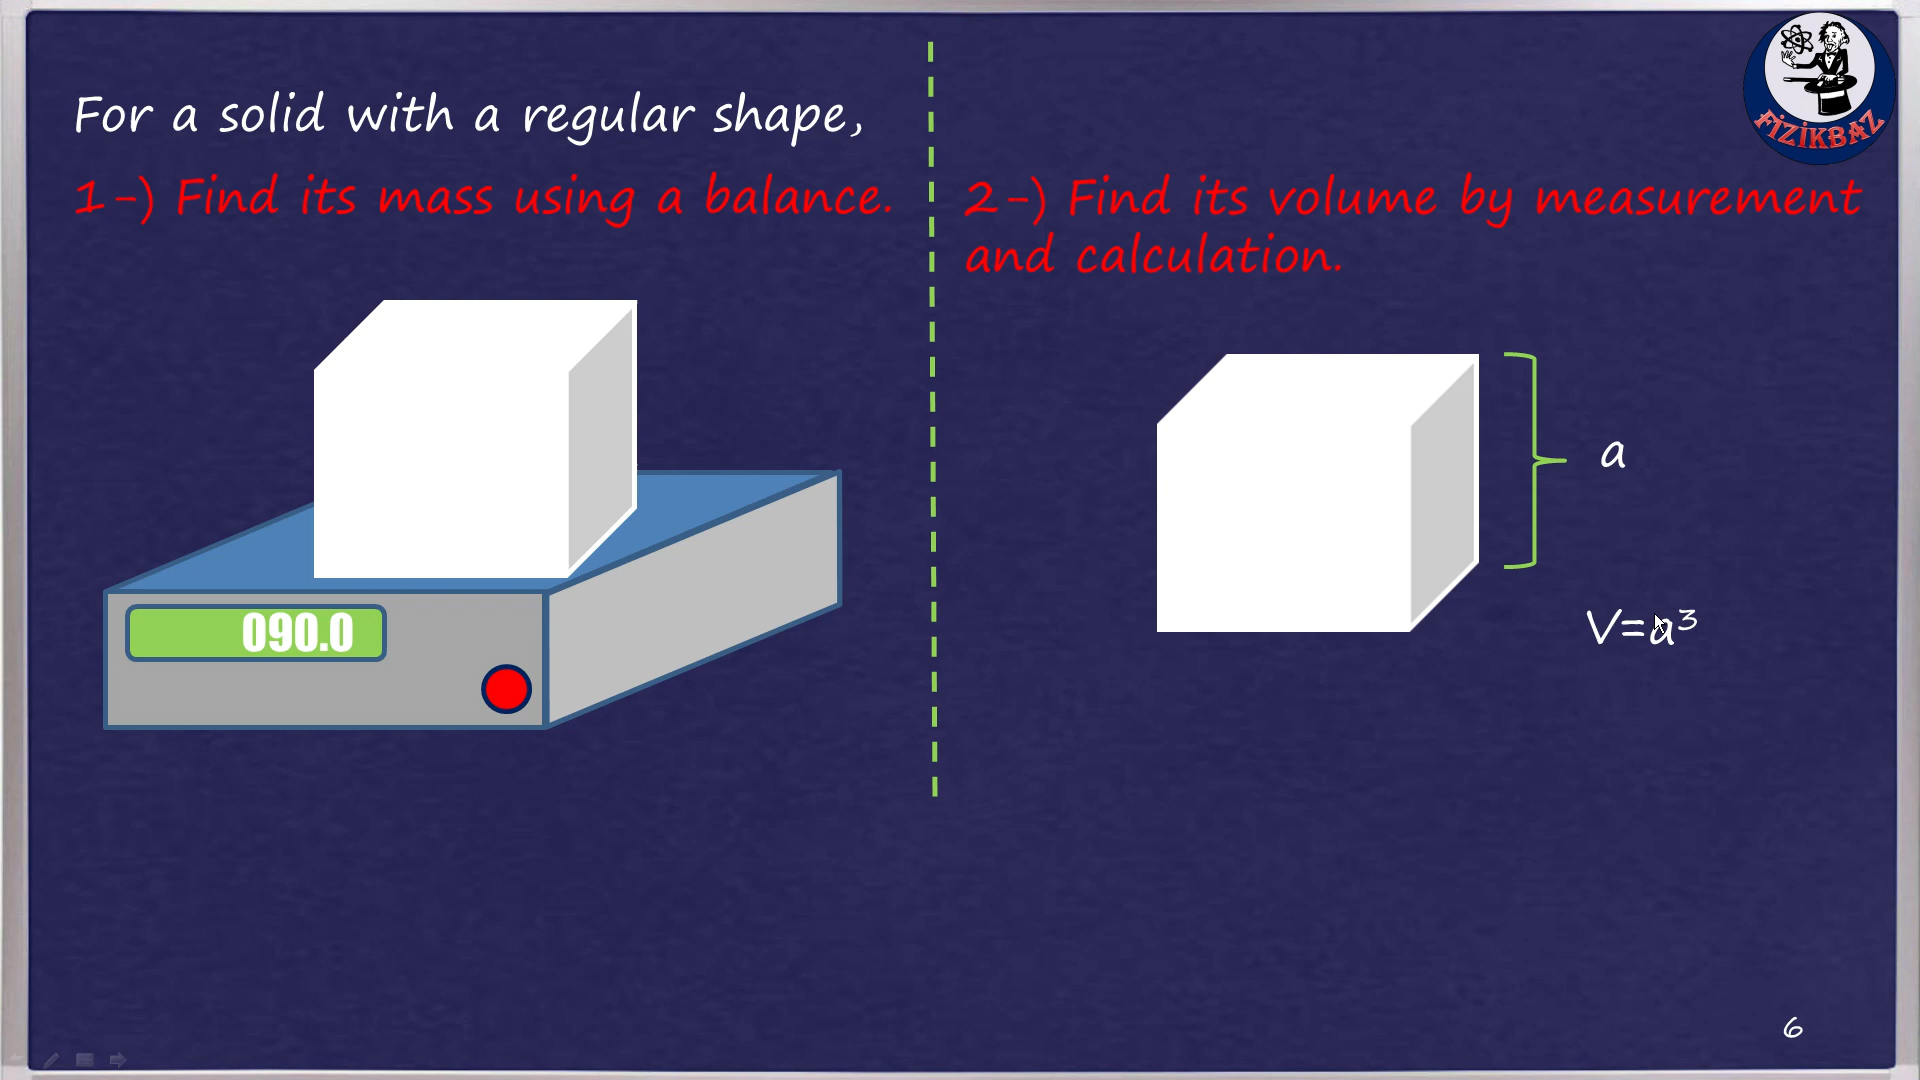 For a solid with a regular shape,
1-) Find its mass using a balance.
090.0
2-) Find its volume by measurement
and calculation.
a
V=a³
FİZİKBAZ
6